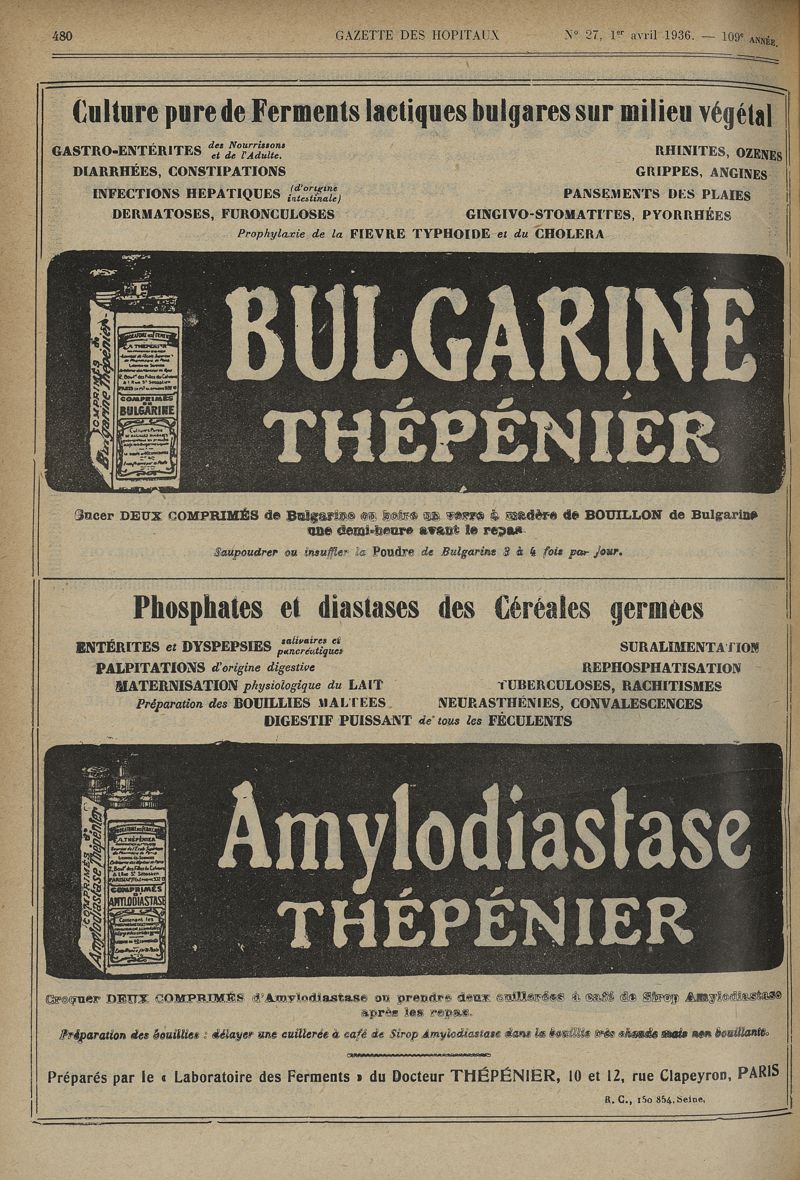 480 GAZETTE DES HOPITAUX N° 27, 1er avril 1936. — 109e ANNÉE.
Culture pure de Ferments lactiques bulgares sur milieu végétal
GASTRO-ENTÉRITES des Nourrissons et de l'Adulte. RHINITES, OZENES
DIARRHÉES, CONSTIPATIONS GRIPPES, ANGINES
INFECTIONS HEPATIQUES (d'origine intestinale) PANSEMENTS DES PLAIES
DERMATOSES, FURONCULOSES GINGIVO-STOMATITES, PYORRHÉES
Prophylaxie de la FIEVRE TYPHOIDE et du CHOLERA
COMPRIMÉS de
Bulgarine Thépénier
COMPRIMÉS
BULGARINE
BULGARINE
THÉPÉNIER
Sucer DEUX COMPRIMÉS de Bulgarine ou boire un verre à madère de BOUILLON de Bulgarine
une demi-heure avant le repas
Saupoudrer ou insuffler la Poudre de Bulgarine 3 à 4 fois par jour.
Phosphates et diastases des Céréales germées
ENTÉRITES et DYSPEPSIES salivaires et pancréatiques SURALIMENTATION
PALPITATIONS d'origine digestive REPHOSPHATISATION
MATERNISATION physiologique du LAIT TUBERCULOSES, RACHITISMES
Préparation des BOUILLIES MALTEES NEURASTHÉNIES, CONVALESCENCES
DIGESTIF PUISSANT de tous les FÉCULENTS
COMPRIMÉS d'
Amylodiastase Thépénier
A. THÉPÉNIER
COMPRIMÉS
AMYLODIASTASE
Amylodiastase
THÉPÉNIER
Croquer DEUX COMPRIMÉS d'Amylodiastase ou prendre deux cuillerées à café de Sirop Amylodiastase
après les repas.
Préparation des bouillies : délayer une cuillerée à café de Sirop Amylodiastase dans la bouillie très chaude mais non bouillante.
Préparés par le « Laboratoire des Ferments » du Docteur THÉPÉNIER, 10 et 12, rue Clapeyron, PARIS
R. C., 150 854, Seine.